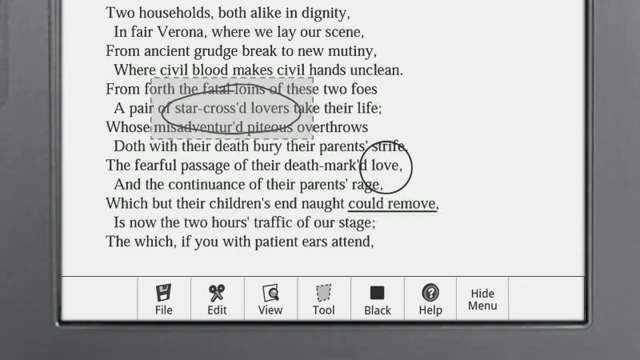 Two households, both alike in dignity,
In fair Verona, where we lay our scene,
From ancient grudge break to new mutiny,
Where civil blood makes civil hands unclean.
From forth the fatal loins of these two foes
A pair of star-cross'd lovers take their life;
Whose misadventur'd piteous overthrows
Doth with their death bury their parents' strife.
The fearful passage of their death-mark'd love,
And the continuance of their parents' rage,
Which but their children's end naught could remove,
Is now the two hours' traffic of our stage;
The which, if you with patient ears attend,
File Edit View Tool Black Help Hide Menu